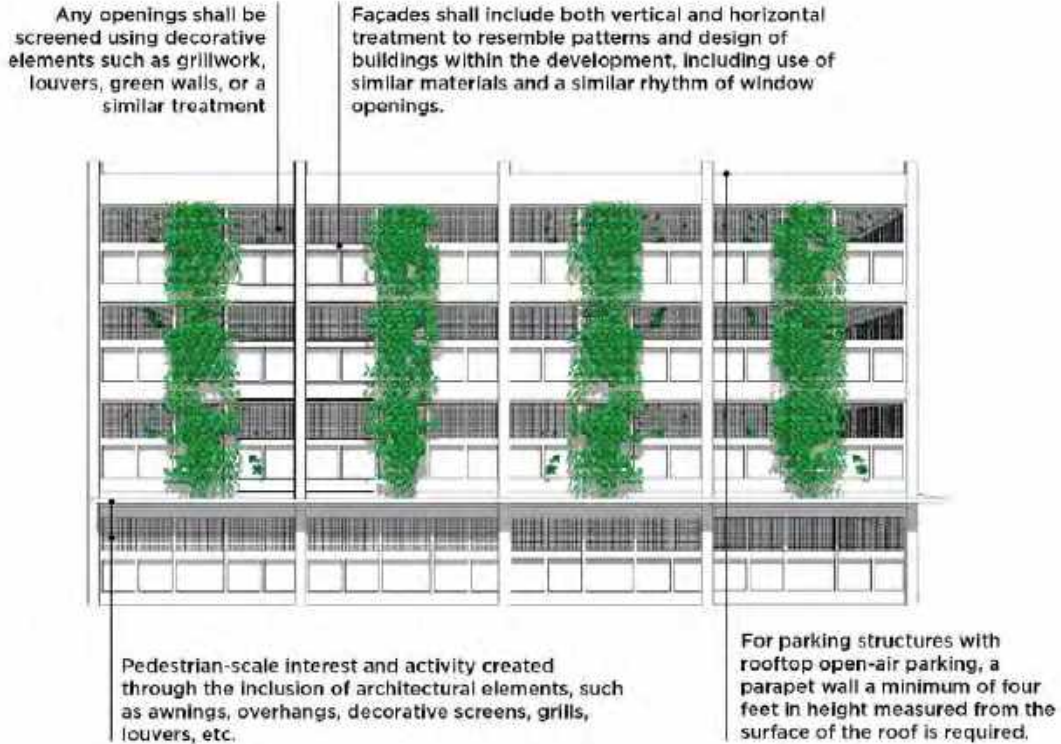 Any openings shall be
screened using decorative
elements such as grillwork,
louvers, green walls, or a
similar treatment
Façades shall include both vertical and horizontal
treatment to resemble patterns and design of
buildings within the development, including use of
similar materials and a similar rhythm of window
openings.
Pedestrian-scale interest and activity created
through the inclusion of architectural elements, such
as awnings, overhangs, decorative screens, grills,
louvers, etc.
For parking structures with
rooftop open-air parking, a
parapet wall a minimum of four
feet in height measured from the
surface of the roof is required.